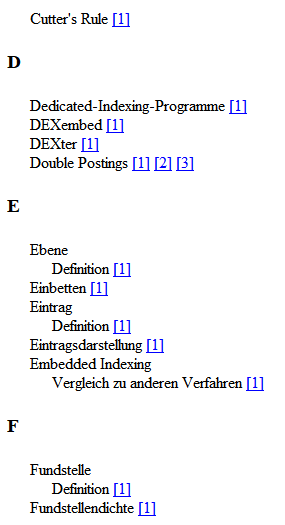 Cutter's Rule [1]
D
Dedicated-Indexing-Programme [1]
DEXembed [1]
DEXter [1]
Double Postings [1] [2] [3]
E
Ebene
Definition [1]
Einbetten [1]
Eintrag
Definition [1]
Eintragsdarstellung [1]
Embedded Indexing
Vergleich zu anderen Verfahren [1]
F
Fundstelle
Definition [1]
Fundstellendichte [1]